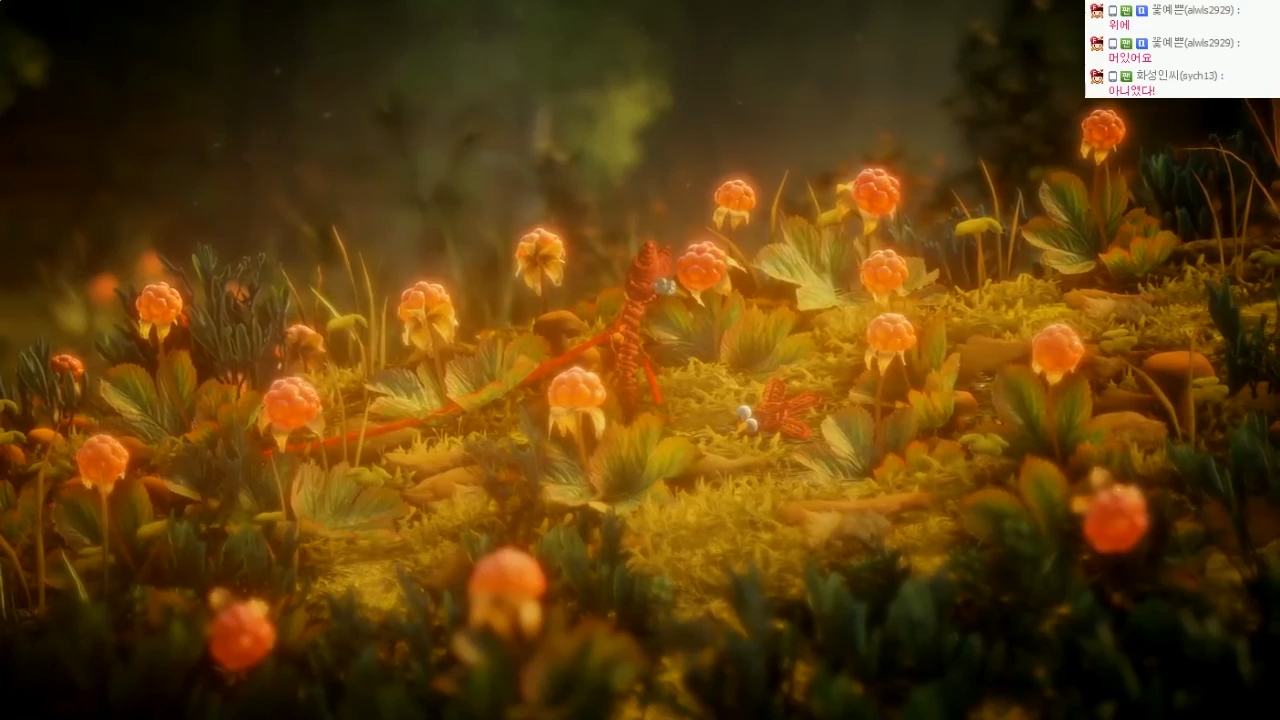 꽃예쁜(alwls2929) :
위에
꽃예쁜(alwls2929) :
머있어요
화성인씨(sych13) :
아니였다!